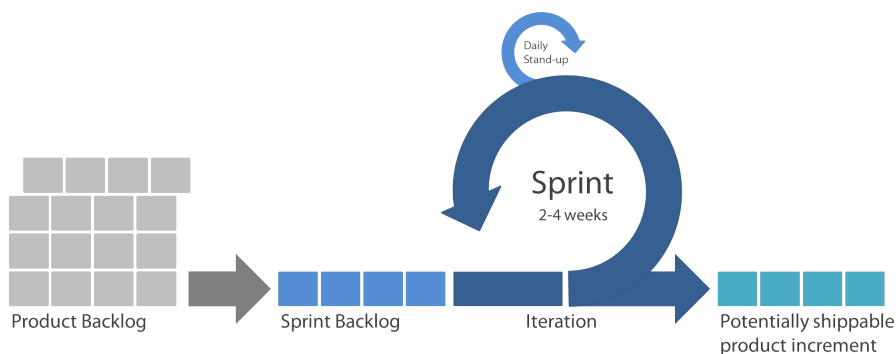 Daily
Stand-up
Sprint
2-4 weeks
Product Backlog
Sprint Backlog
Iteration
Potentially shippable
product increment